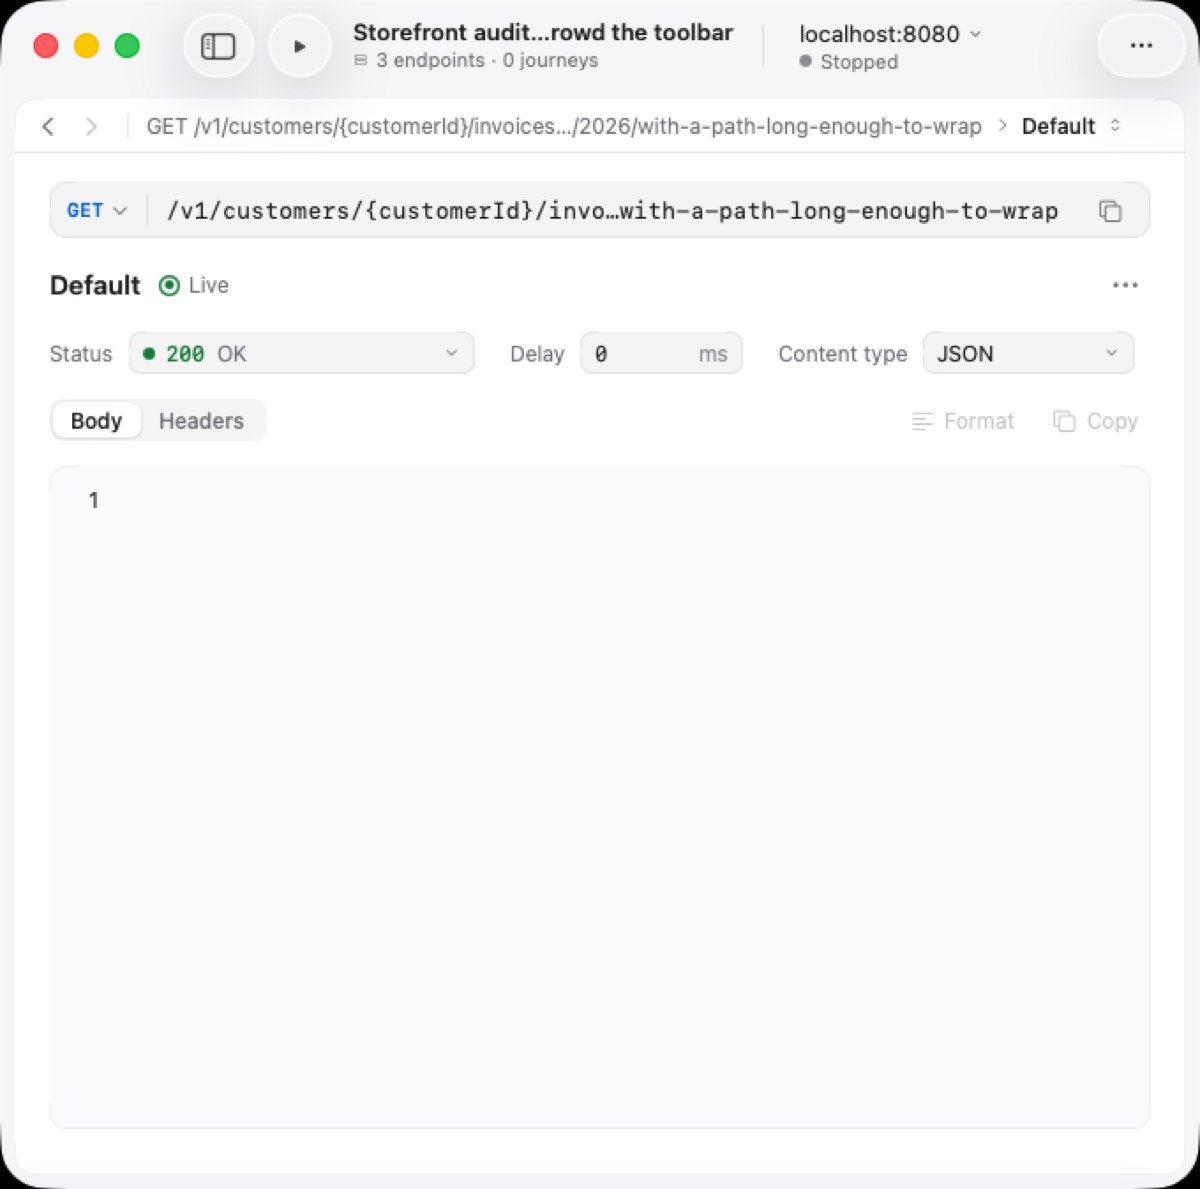 Storefront audit...rowd the toolbar
3 endpoints · 0 journeys
localhost:8080
Stopped
GET /v1/customers/{customerId}/invoices.../2026/with-a-path-long-enough-to-wrap > Default
GET /v1/customers/{customerId}/invo…with-a-path-long-enough-to-wrap
Default Live
Status 200 OK Delay 0 ms Content type JSON
Body Headers Format Copy
1